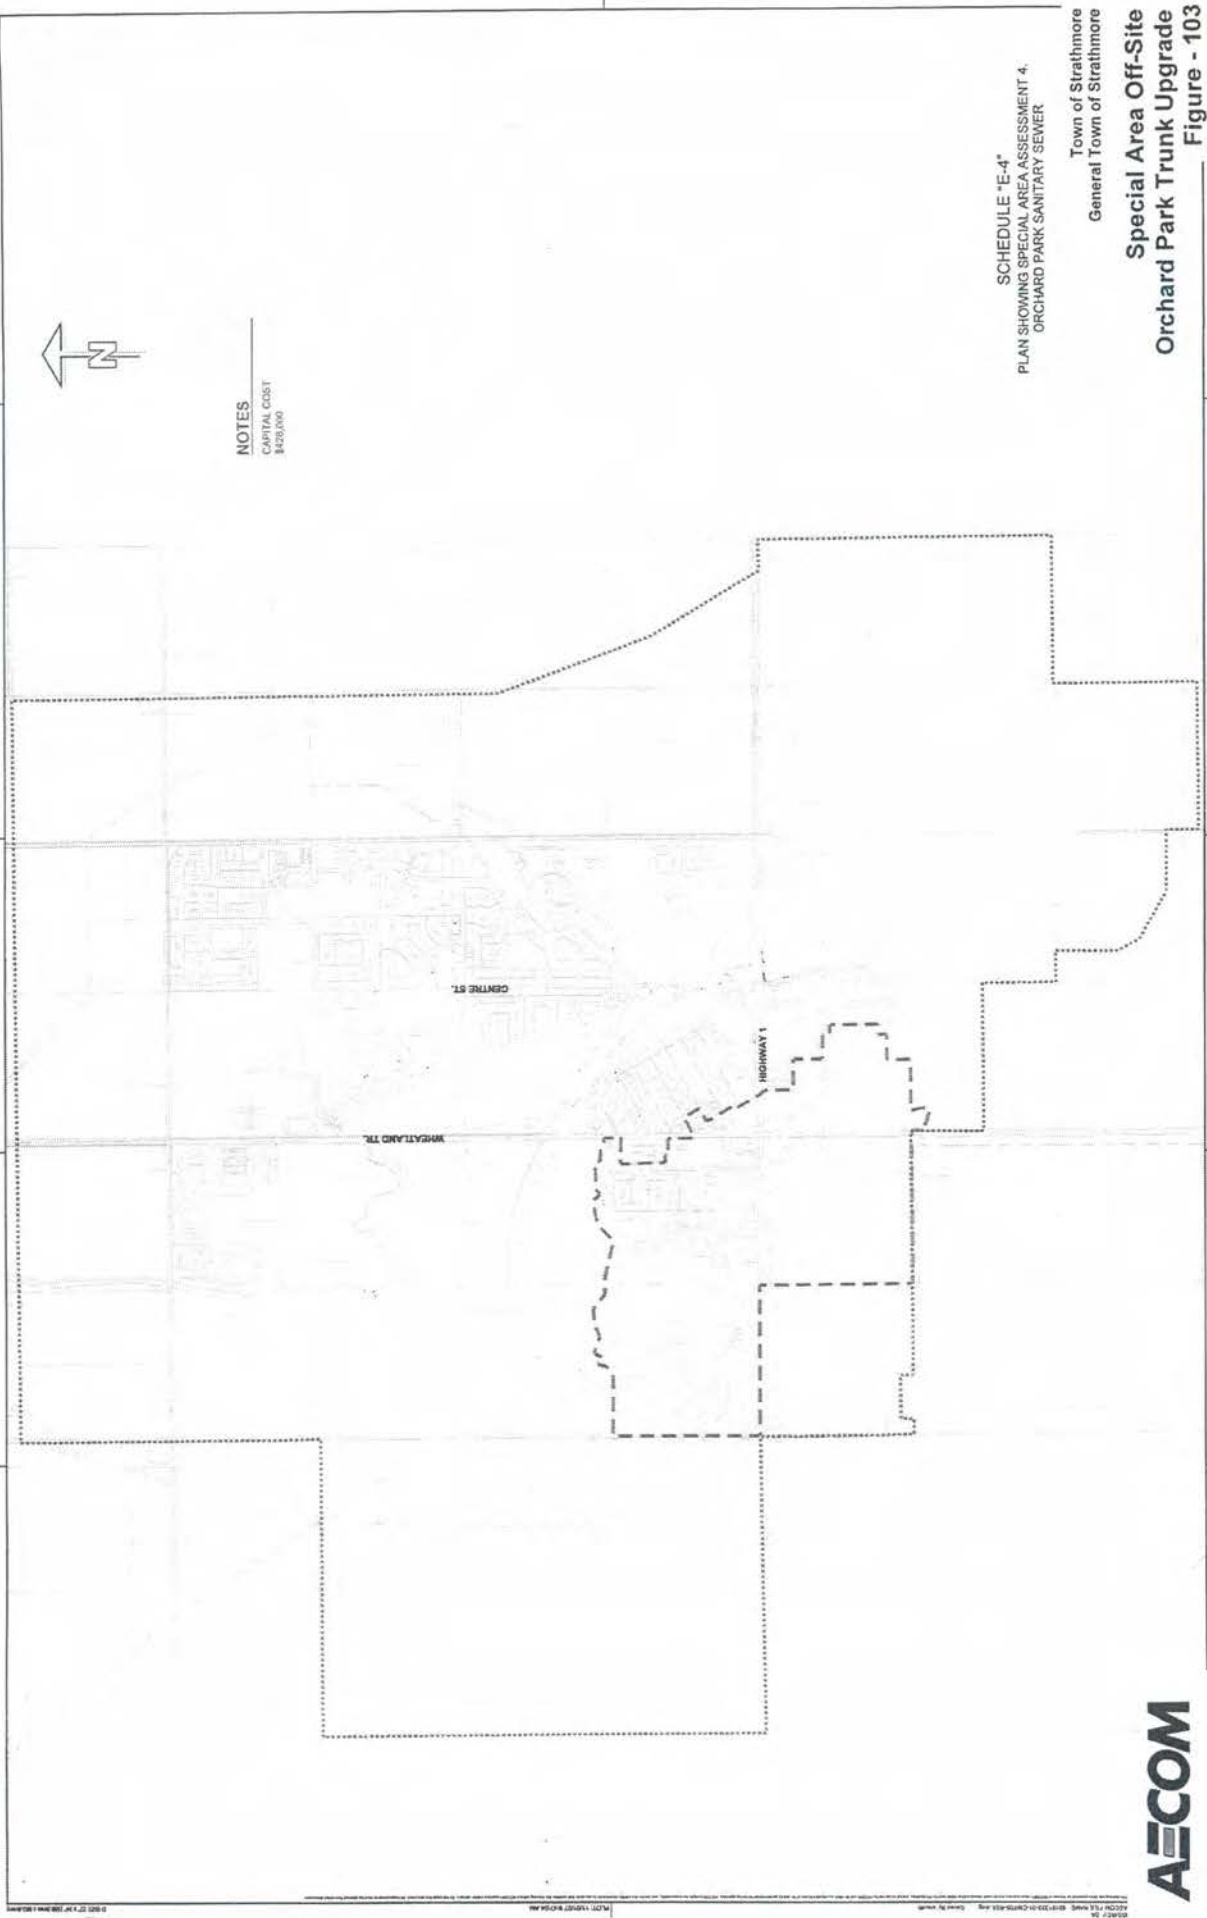 NOTES
CAPITAL COST
$428,000
CENTRE ST.
WHEATLAND TR.
HIGHWAY 1
N
SCHEDULE "E-4"
PLAN SHOWING SPECIAL AREA ASSESSMENT 4.
ORCHARD PARK SANITARY SEWER
Town of Strathmore
General Town of Strathmore
Special Area Off-Site
Orchard Park Trunk Upgrade
Figure - 103
AECOM